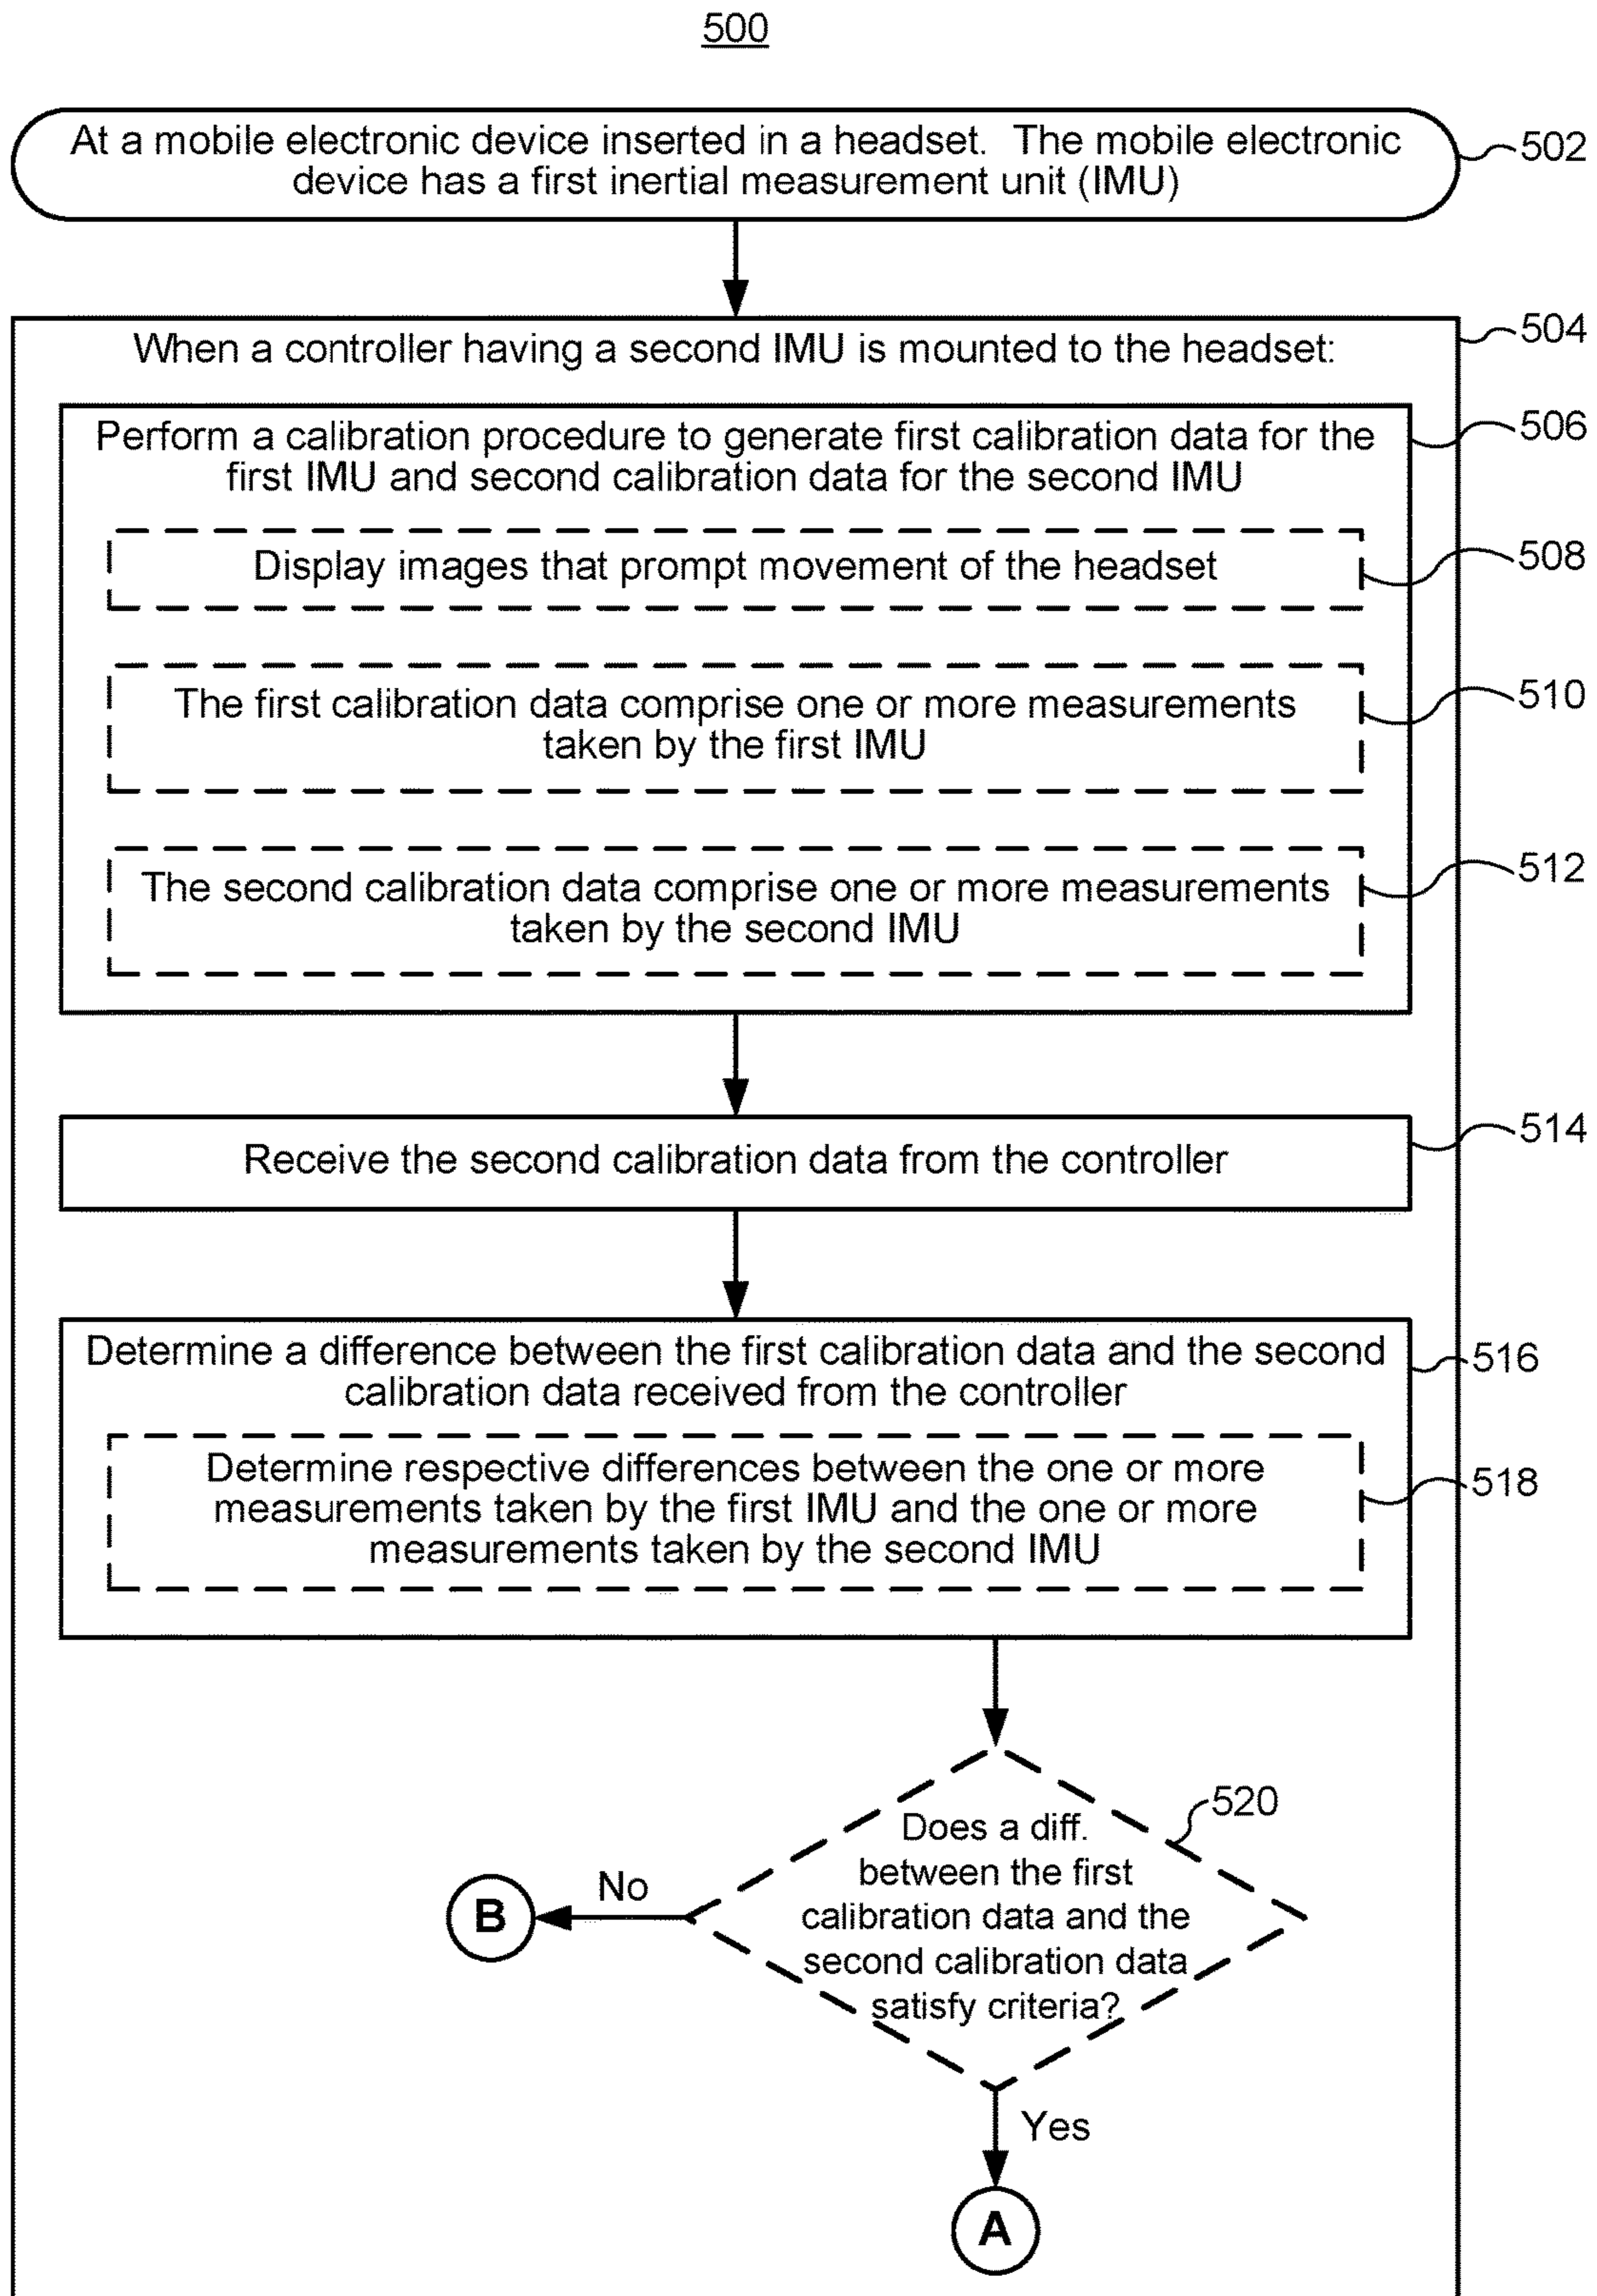 500
At a mobile electronic device inserted in a headset. The mobile electronic
device has a first inertial measurement unit (IMU)
502
When a controller having a second IMU is mounted to the headset:
504
Perform a calibration procedure to generate first calibration data for the
first IMU and second calibration data for the second IMU
506
Display images that prompt movement of the headset
508
The first calibration data comprise one or more measurements
taken by the first IMU
510
The second calibration data comprise one or more measurements
taken by the second IMU
512
Receive the second calibration data from the controller
514
Determine a difference between the first calibration data and the second
calibration data received from the controller
516
Determine respective differences between the one or more
measurements taken by the first IMU and the one or more
measurements taken by the second IMU
518
Does a diff.
between the first
calibration data and the
second calibration data
satisfy criteria?
520
No
B
Yes
A